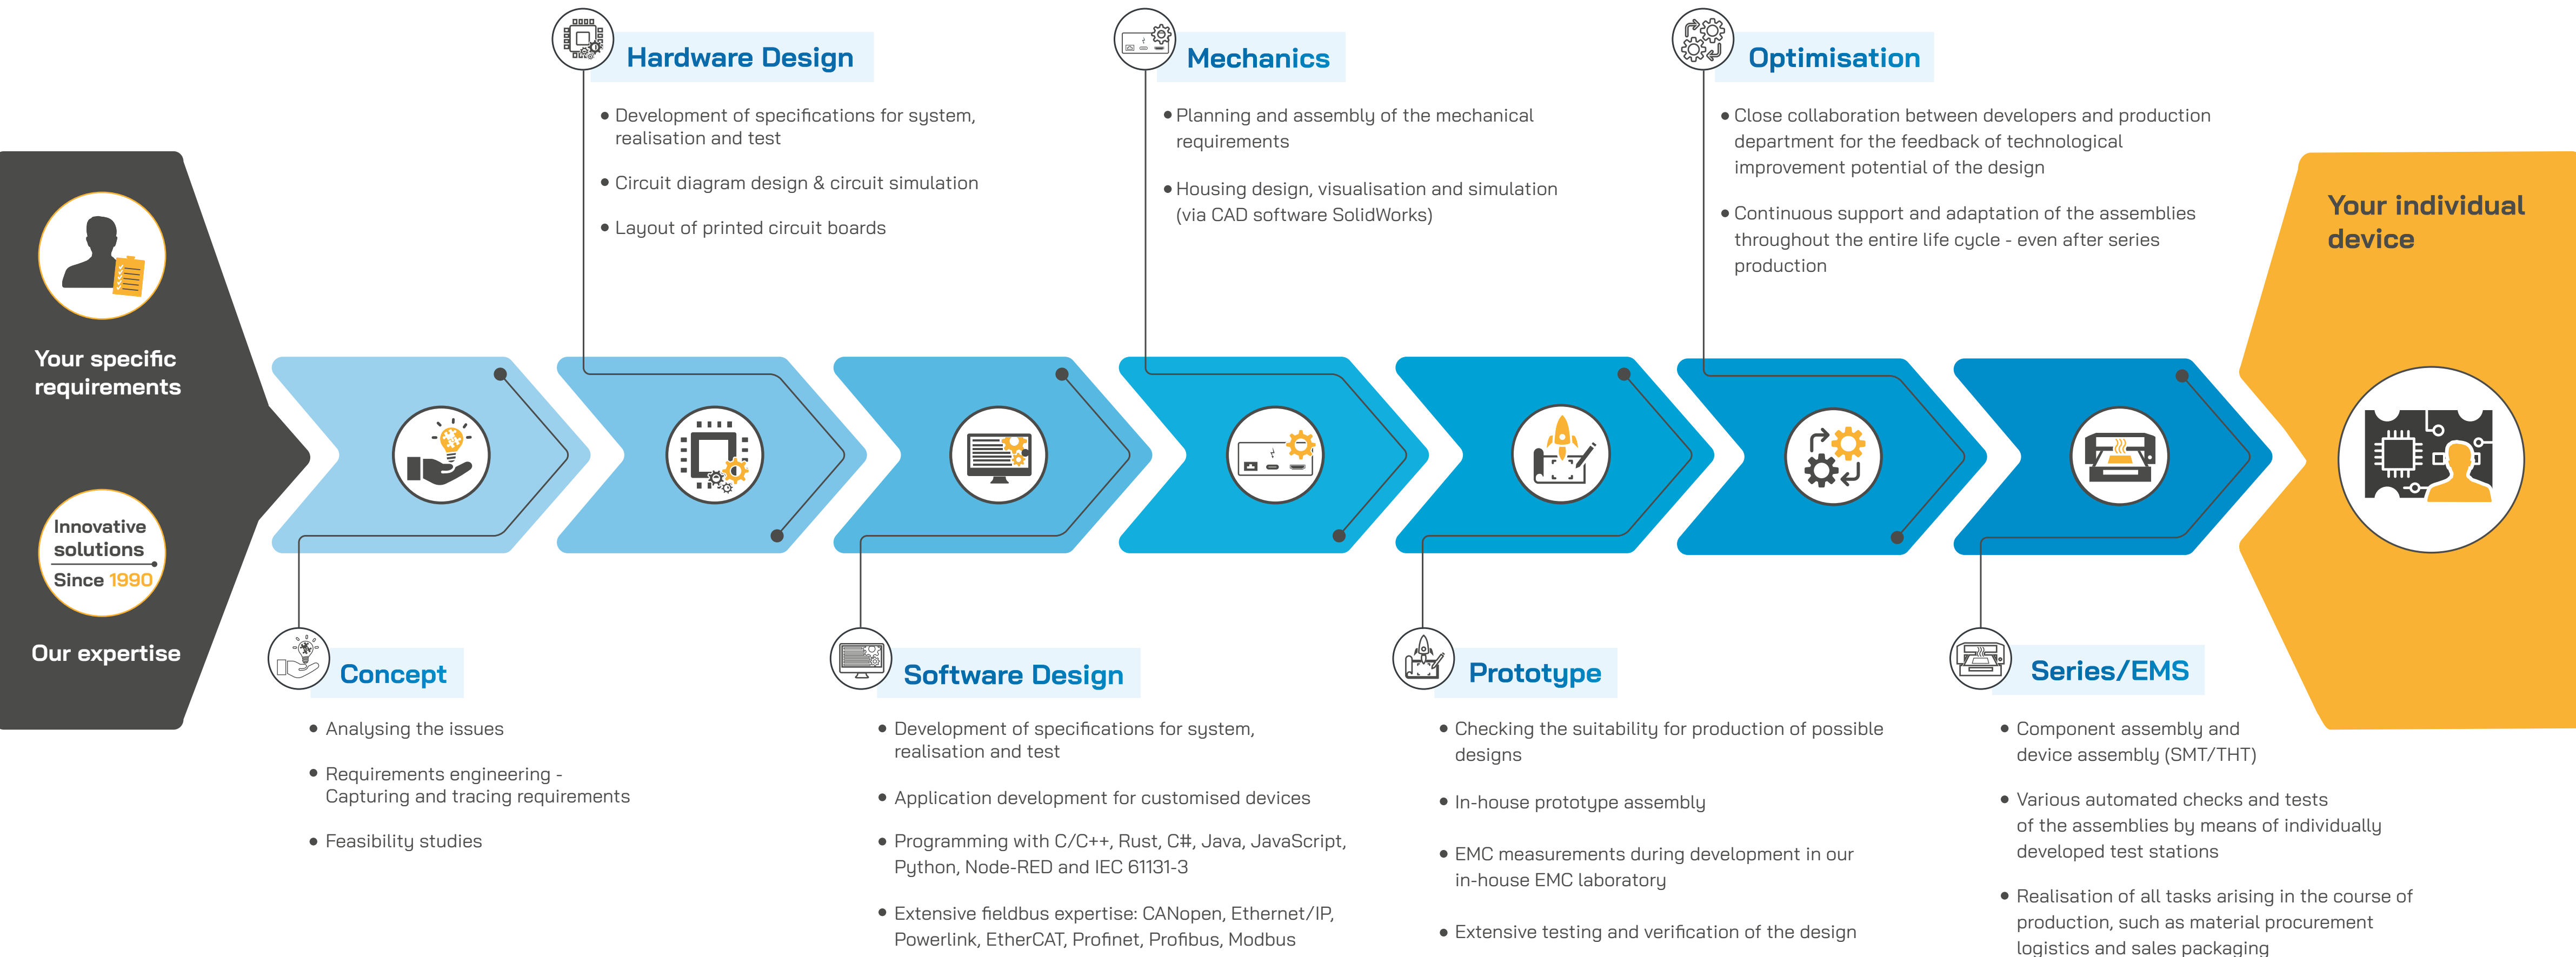 Your specific
requirements
Innovative
solutions
Since 1990
Our expertise
Concept
• Analysing the issues
• Requirements engineering -
Capturing and tracing requirements
• Feasibility studies
Hardware Design
• Development of specifications for system,
realisation and test
• Circuit diagram design & circuit simulation
• Layout of printed circuit boards
Software Design
• Development of specifications for system,
realisation and test
• Application development for customised devices
• Programming with C/C++, Rust, C#, Java, JavaScript,
Python, Node-RED and IEC 61131-3
• Extensive fieldbus expertise: CANopen, Ethernet/IP,
Powerlink, EtherCAT, Profinet, Profibus, Modbus
Mechanics
• Planning and assembly of the mechanical
requirements
• Housing design, visualisation and simulation
(via CAD software SolidWorks)
Prototype
• Checking the suitability for production of possible
designs
• In-house prototype assembly
• EMC measurements during development in our
in-house EMC laboratory
• Extensive testing and verification of the design
Optimisation
• Close collaboration between developers and production
department for the feedback of technological
improvement potential of the design
• Continuous support and adaptation of the assemblies
throughout the entire life cycle - even after series
production
Series/EMS
• Component assembly and
device assembly (SMT/THT)
• Various automated checks and tests
of the assemblies by means of individually
developed test stations
• Realisation of all tasks arising in the course of
production, such as material procurement
logistics and sales packaging
Your individual
device